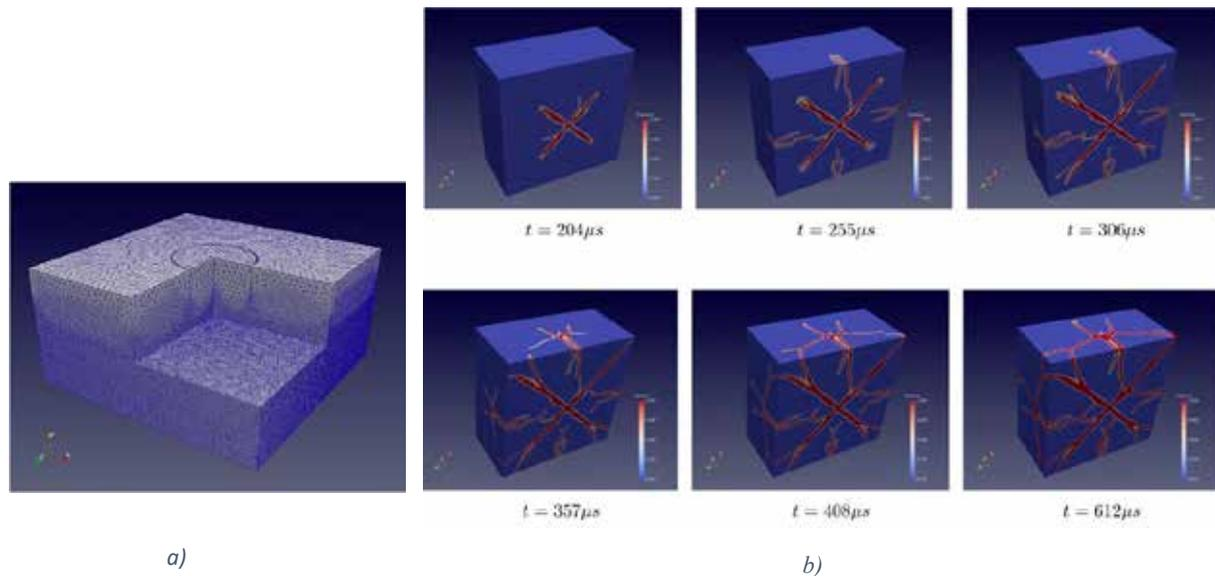 t = 204μs
t = 255μs
t = 306μs
t = 357μs
t = 408μs
t = 612μs
a)
b)